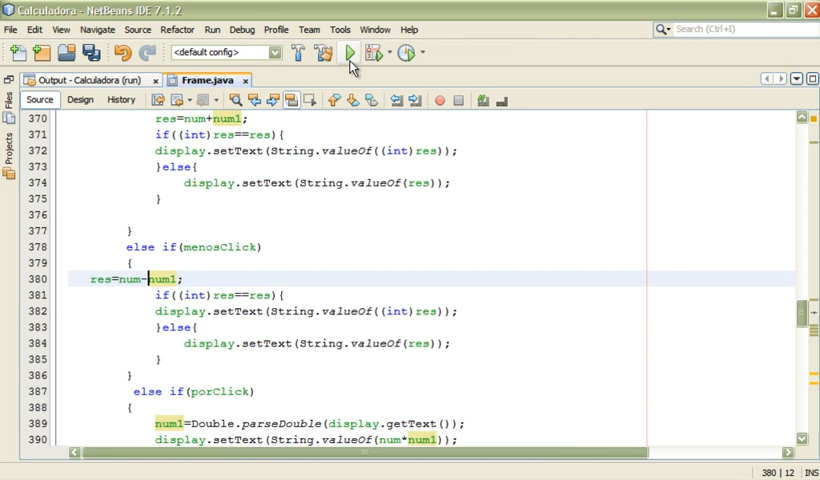 Calculadora - NetBeans IDE 7.1.2
File Edit View Navigate Source Refactor Run Debug Profile Team Tools Window Help
Search (Ctrl+I)
<default config>
Output - Calculadora (run) Frame.java
Source Design History
Files
Projects
370 res=num+num1;
371 if((int)res==res){
372 display.setText(String.valueOf((int)res));
373 }else{
374 display.setText(String.valueOf(res));
375 }
376
377 }
378 else if(menosClick)
379 {
380 res=num-num1;
381 if((int)res==res){
382 display.setText(String.valueOf((int)res));
383 }else{
384 display.setText(String.valueOf(res));
385 }
386 }
387 else if(porClick)
388 {
389 num1=Double.parseDouble(display.getText());
390 display.setText(String.valueOf(num*num1));
380 | 12 INS